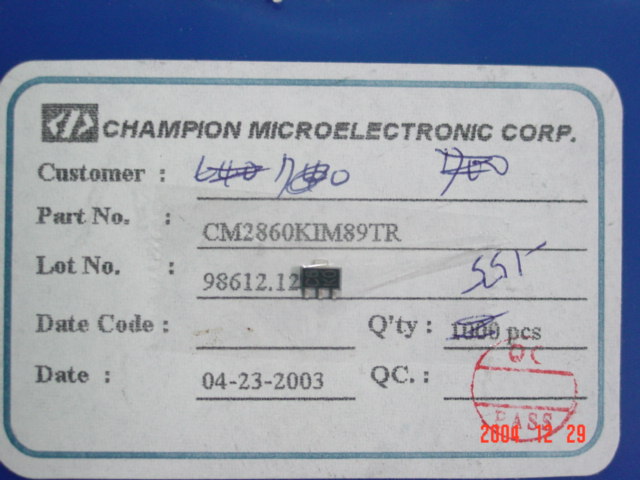 CHAMPION MICROELECTRONIC CORP.
Customer :
Part No. : CM2860KIM89TR
Lot No. : 98612.12
Date Code : Q'ty : 1000 pcs
Date : 04-23-2003 QC. :
QC
PASS
2004 12 29